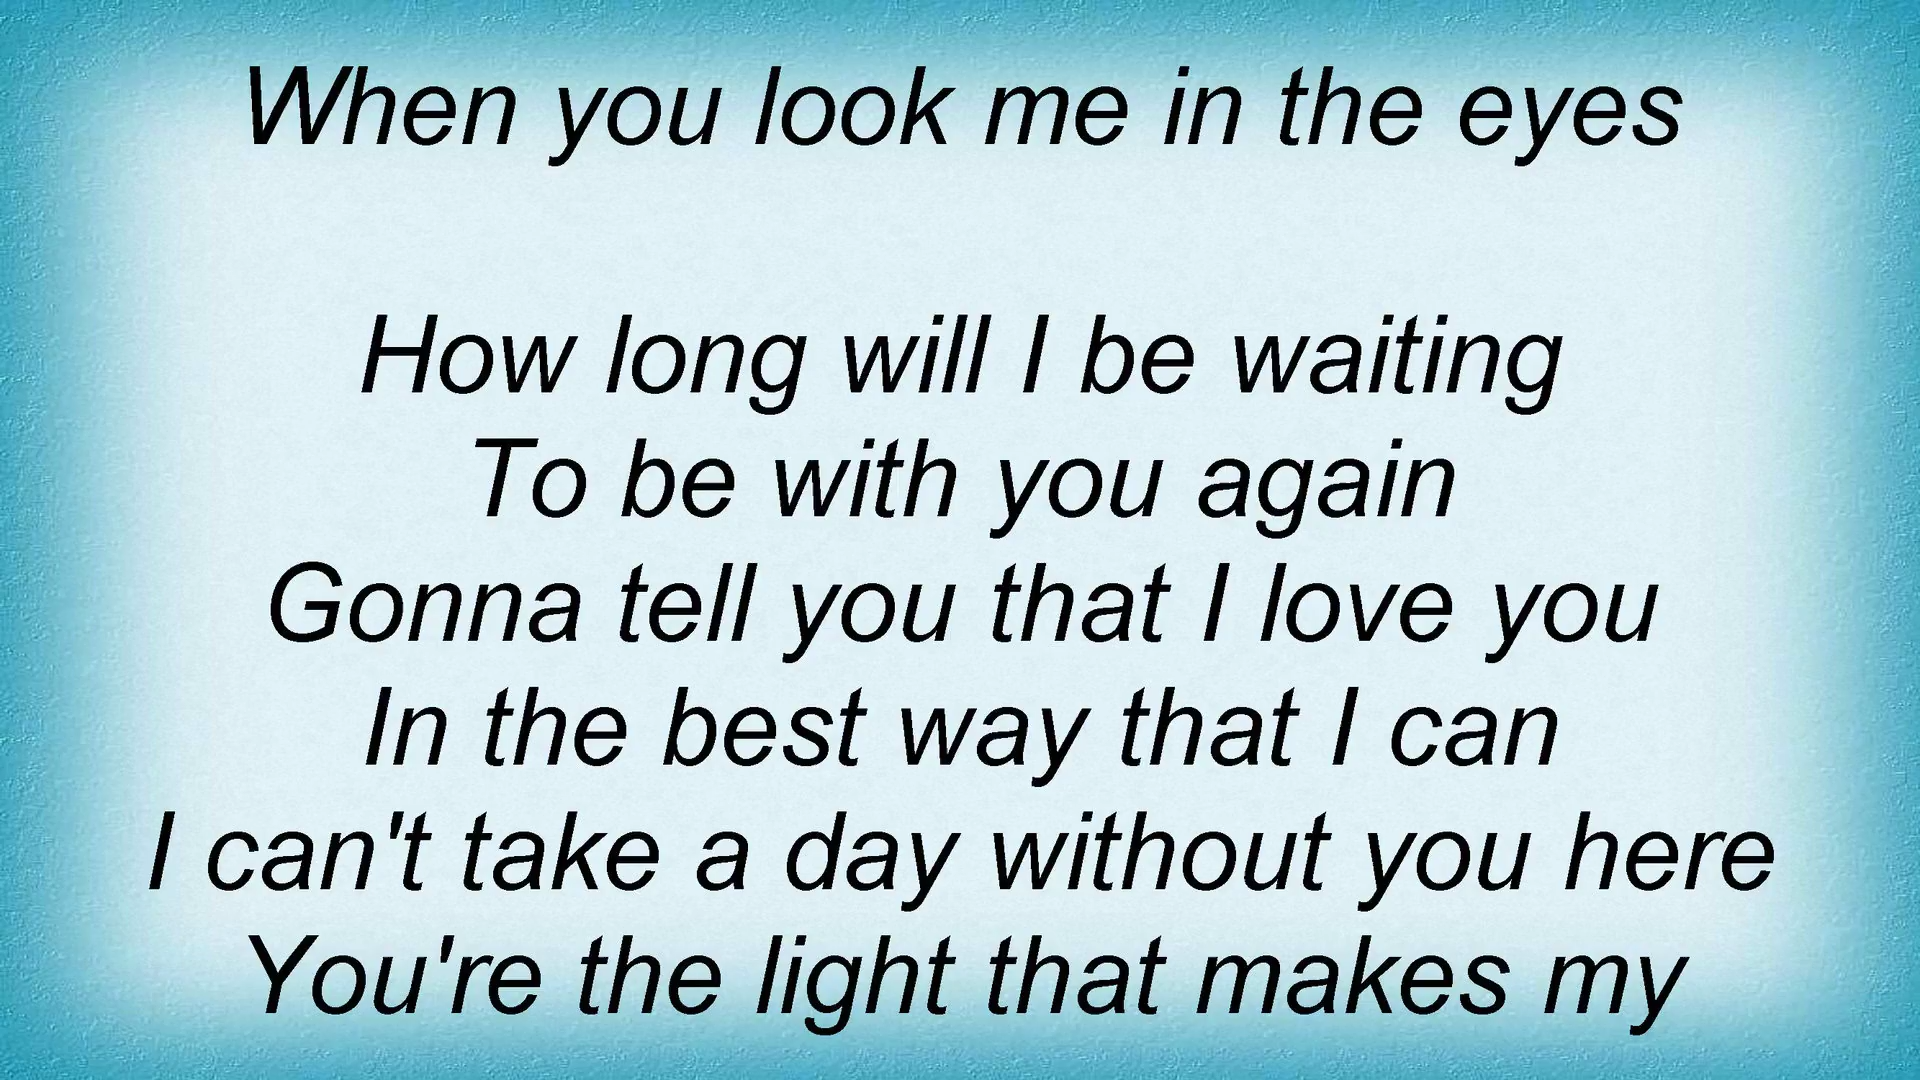 When you look me in the eyes
How long will I be waiting
To be with you again
Gonna tell you that I love you
In the best way that I can
I can't take a day without you here
You're the light that makes my